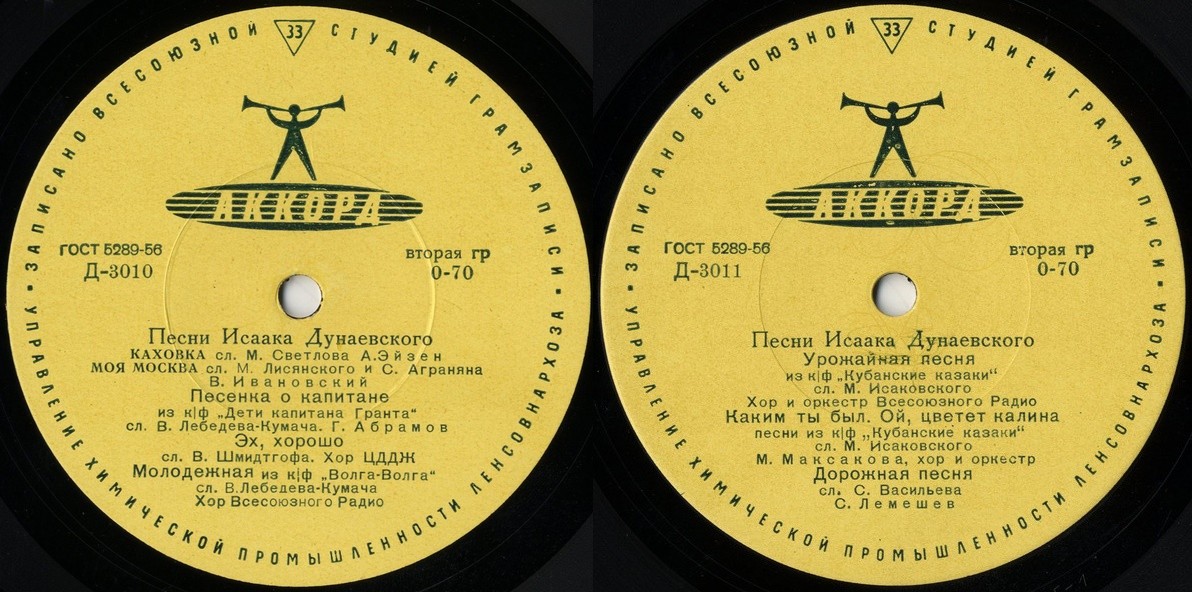 ЗАПИСАНО ВСЕСОЮЗНОЙ СТУДИЕЙ ГРАМЗАПИСИ
33
АККОРД
ГОСТ 5289-56
Д-3010
вторая гр
0-70
Песни Исаака Дунаевского
КАХОВКА сл. М. Светлова А.Эйзен
МОЯ МОСКВА сл. М. Лисянского и С. Аграняна
В. Ивановский
Песенка о капитане
из к|ф „Дети капитана Гранта“
сл. В. Лебедева-Кумача. Г. Абрамов
Эх, хорошо
сл. В. Шмидтгофа. Хор ЦДДЖ
Молодежная из к|ф „Волга-Волга“
сл. В.Лебедева-Кумача
Хор Всесоюзного Радио
УПРАВЛЕНИЕ ХИМИЧЕСКОЙ ПРОМЫШЛЕННОСТИ ЛЕНСОВНАРХОЗА
ЗАПИСАНО ВСЕСОЮЗНОЙ СТУДИЕЙ ГРАМЗАПИСИ
33
АККОРД
ГОСТ 5289-56
Д-3011
вторая гр
0-70
Песни Исаака Дунаевского
Урожайная песня
из к|ф „Кубанские казаки“
сл. М. Исаковского
Хор и оркестр Всесоюзного Радио
Каким ты был. Ой, цветет калина
песни из к|ф „Кубанские казаки“
сл. М. Исаковского
М. Максакова, хор и оркестр
Дорожная песня
сл. С. Васильева
С. Лемешев
УПРАВЛЕНИЕ ХИМИЧЕСКОЙ ПРОМЫШЛЕННОСТИ ЛЕНСОВНАРХОЗА